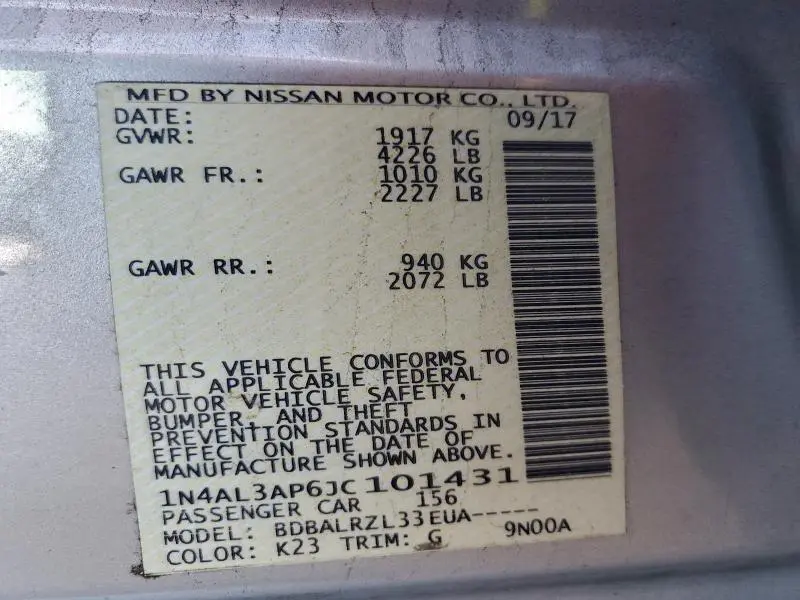 MFD BY NISSAN MOTOR CO., LTD.
DATE: 09/17
GVWR: 1917 KG
4226 LB
GAWR FR.: 1010 KG
2227 LB
GAWR RR.: 940 KG
2072 LB
THIS VEHICLE CONFORMS TO
ALL APPLICABLE FEDERAL
MOTOR VEHICLE SAFETY,
BUMPER, AND THEFT
PREVENTION STANDARDS IN
EFFECT ON THE DATE OF
MANUFACTURE SHOWN ABOVE.
1N4AL3AP6JC101431
PASSENGER CAR 156
MODEL: BDBALRZL33EUA-----
COLOR: K23 TRIM: G 9N00A